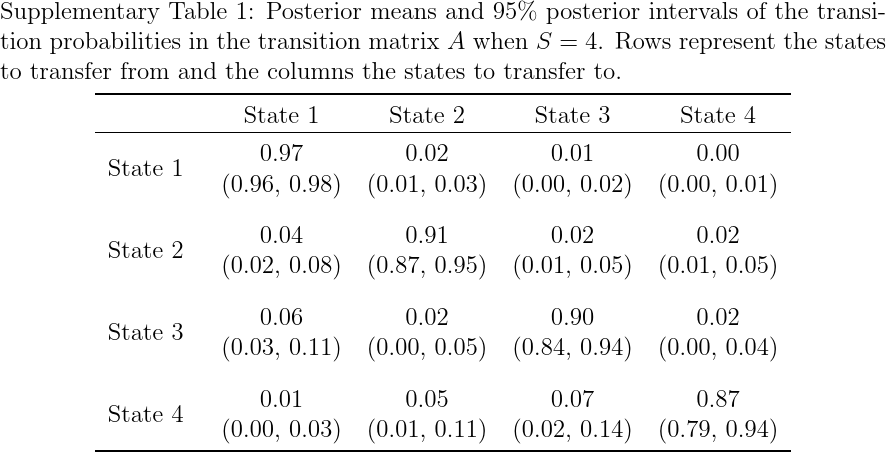 Supplementary Table 1: Posterior means and 95% posterior intervals of the transi-
tion probabilities in the transition matrix A when S = 4. Rows represent the states
to transfer from and the columns the states to transfer to.
State 1 State 2 State 3 State 4
State 1 0.97 0.02 0.01 0.00
(0.96, 0.98) (0.01, 0.03) (0.00, 0.02) (0.00, 0.01)
State 2 0.04 0.91 0.02 0.02
(0.02, 0.08) (0.87, 0.95) (0.01, 0.05) (0.01, 0.05)
State 3 0.06 0.02 0.90 0.02
(0.03, 0.11) (0.00, 0.05) (0.84, 0.94) (0.00, 0.04)
State 4 0.01 0.05 0.07 0.87
(0.00, 0.03) (0.01, 0.11) (0.02, 0.14) (0.79, 0.94)